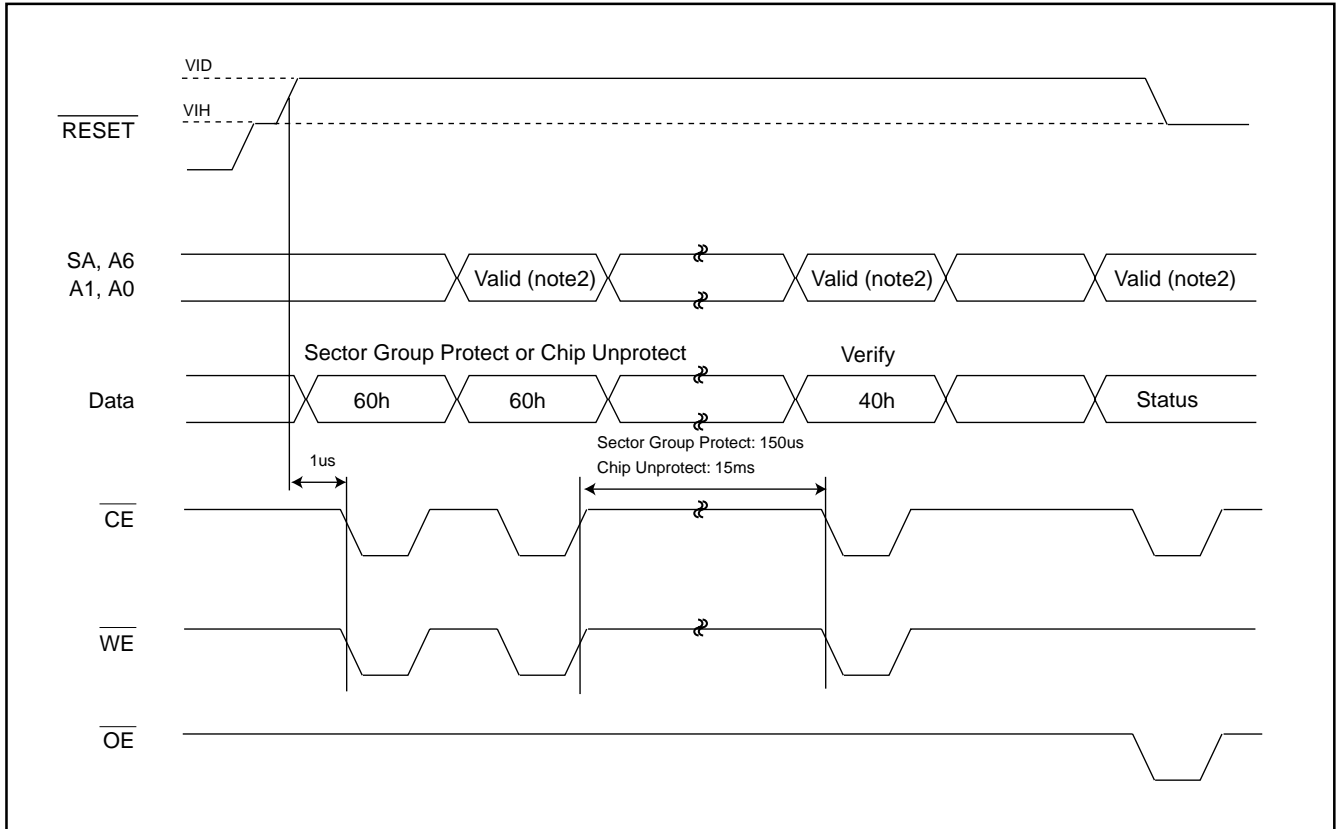 VID
VIH
RESET
SA, A6
A1, A0
Valid (note2)
Valid (note2)
Valid (note2)
Sector Group Protect or Chip Unprotect
Verify
Data
60h
60h
40h
Status
Sector Group Protect: 150us
Chip Unprotect: 15ms
1us
CE
WE
OE